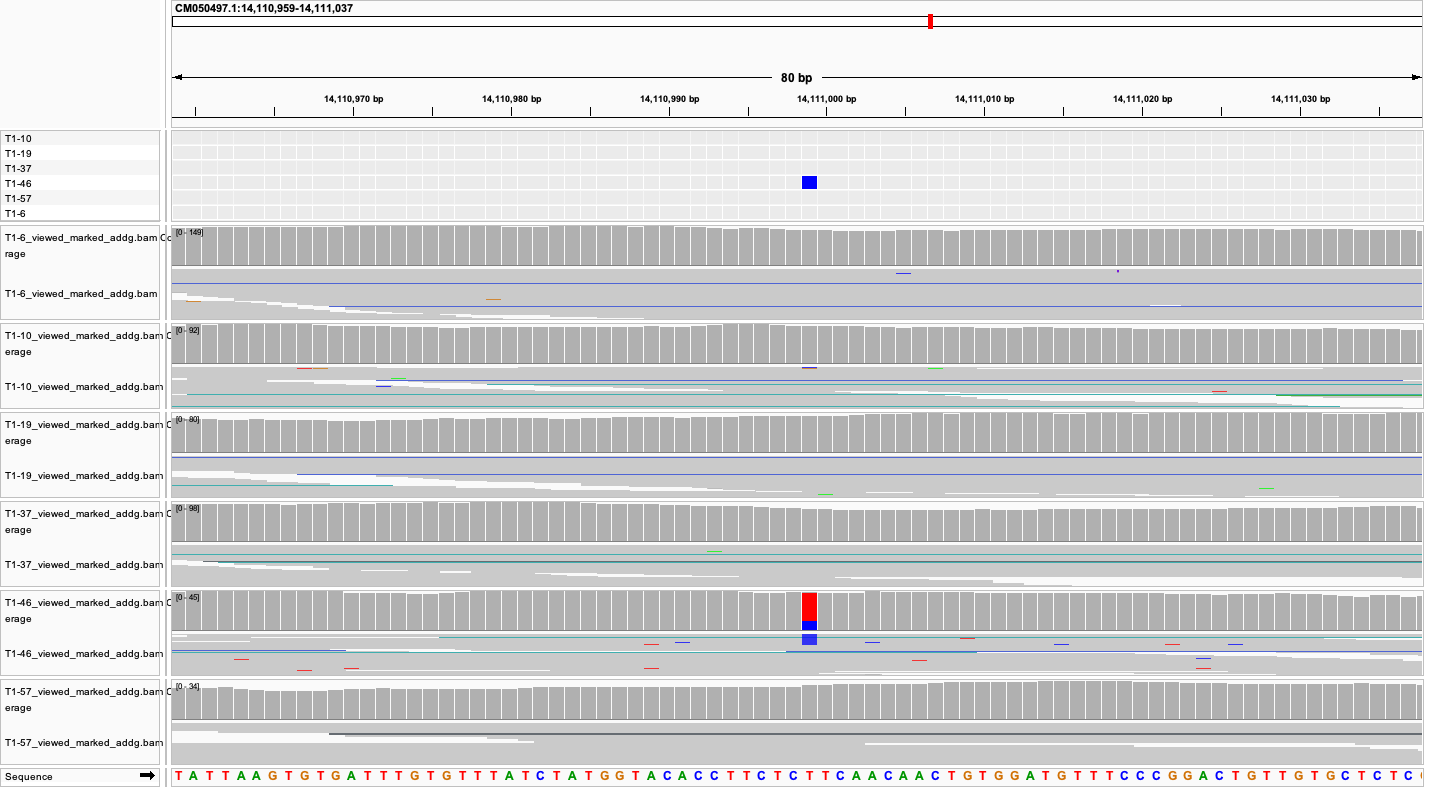 CM050497.1:14,110,959-14,111,037
80 bp
14,110,970 bp 14,110,980 bp 14,110,990 bp 14,111,000 bp 14,111,010 bp 14,111,020 bp 14,111,030 bp
T1-10
T1-19
T1-37
T1-46
T1-57
T1-6
T1-6_viewed_marked_addg.bam Co [0 - 149]
rage
T1-6_viewed_marked_addg.bam
T1-10_viewed_marked_addg.bam C [0 - 92]
erage
T1-10_viewed_marked_addg.bam
T1-19_viewed_marked_addg.bam C [0 - 80]
erage
T1-19_viewed_marked_addg.bam
T1-37_viewed_marked_addg.bam C [0 - 98]
erage
T1-37_viewed_marked_addg.bam
T1-46_viewed_marked_addg.bam C [0 - 45]
erage
T1-46_viewed_marked_addg.bam
T1-57_viewed_marked_addg.bam C [0 - 34]
erage
T1-57_viewed_marked_addg.bam
Sequence T A T T A A G T G T G A T T T G T G T T T A T C T A T G G T A C A C C T T C T C T T C A A C A A C T G T G G A T G T T T C C C G G A C T G T T G T G C T C T C